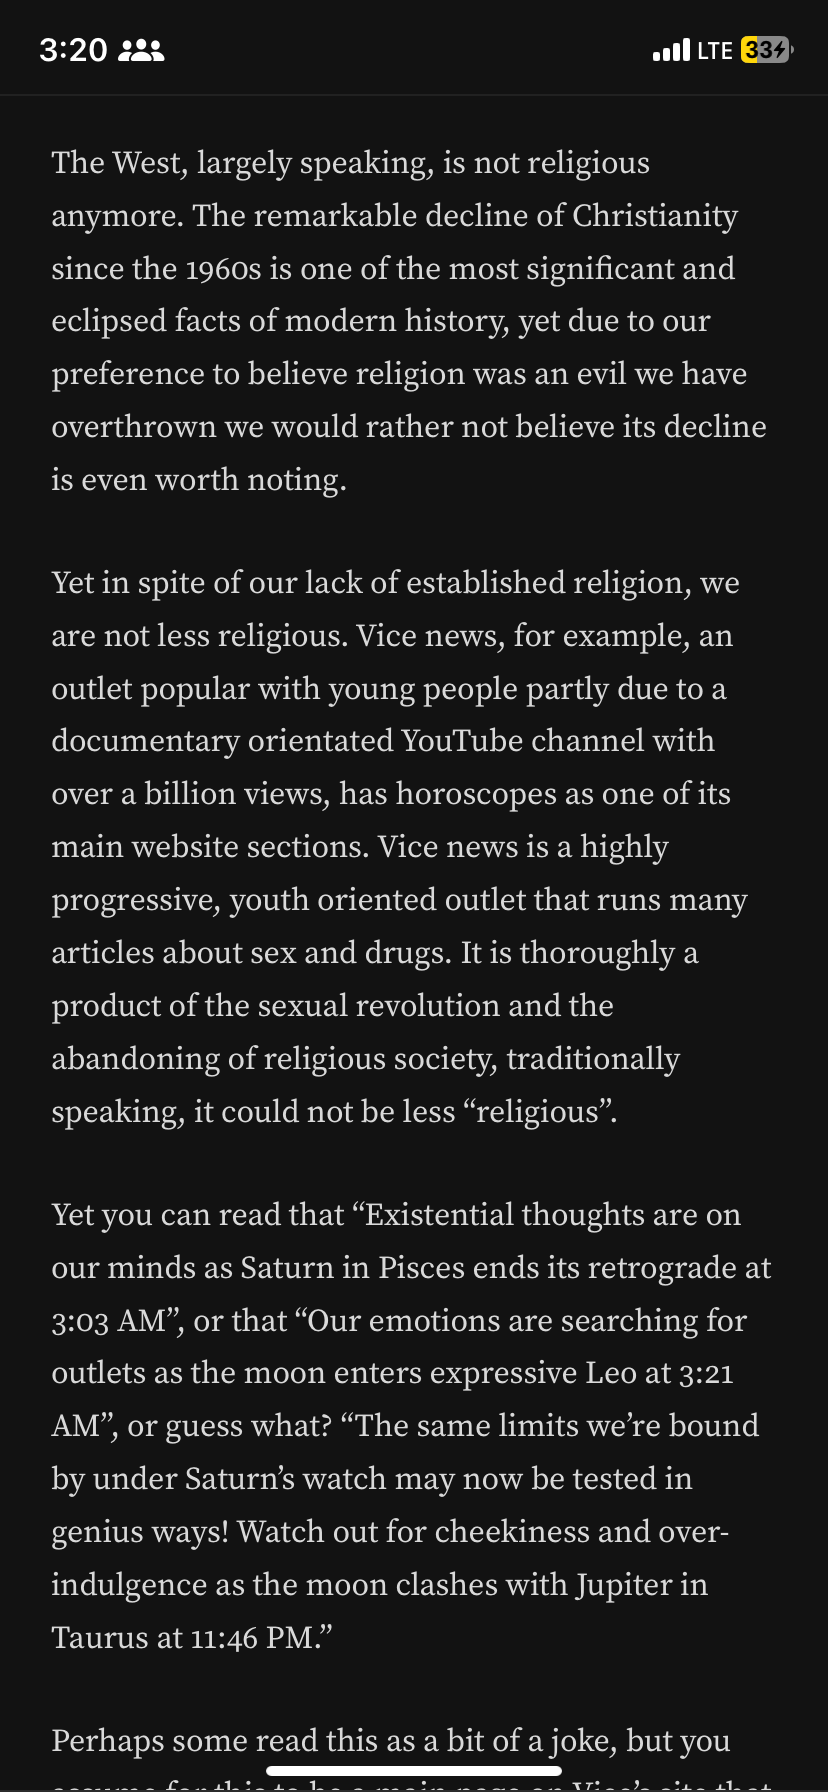 3:20
LTE
33
The West, largely speaking, is not religious
anymore. The remarkable decline of Christianity
since the 1960s is one of the most significant and
eclipsed facts of modern history, yet due to our
preference to believe religion was an evil we have
overthrown we would rather not believe its decline
is even worth noting.
Yet in spite of our lack of established religion, we
are not less religious. Vice news, for example, an
outlet popular with young people partly due to a
documentary orientated YouTube channel with
over a billion views, has horoscopes as one of its
main website sections. Vice news is a highly
progressive, youth oriented outlet that runs many
articles about sex and drugs. It is thoroughly a
product of the sexual revolution and the
abandoning of religious society, traditionally
speaking, it could not be less “religious”.
Yet you can read that “Existential thoughts are on
our minds as Saturn in Pisces ends its retrograde at
3:03 AM”, or that “Our emotions are searching for
outlets as the moon enters expressive Leo at 3:21
AM”, or guess what? “The same limits we’re bound
by under Saturn’s watch may now be tested in
genius ways! Watch out for cheekiness and over-
indulgence as the moon clashes with Jupiter in
Taurus at 11:46 PM.”
Perhaps some read this as a bit of a joke, but you